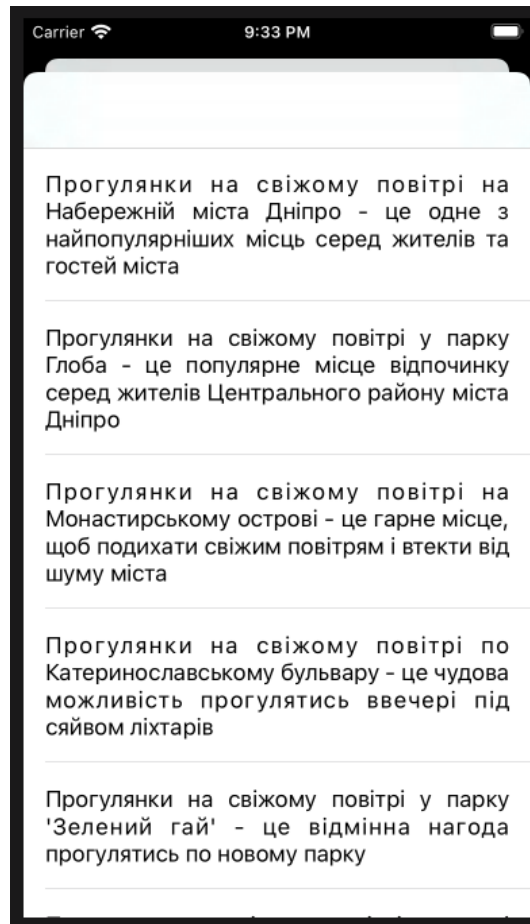 Carrier 9:33 PM
Прогулянки на свіжому повітрі на
Набережній міста Дніпро - це одне з
найпопулярніших місць серед жителів та
гостей міста
Прогулянки на свіжому повітрі у парку
Глоба - це популярне місце відпочинку
серед жителів Центрального району міста
Дніпро
Прогулянки на свіжому повітрі на
Монастирському острові - це гарне місце,
щоб подихати свіжим повітрям і втекти від
шуму міста
Прогулянки на свіжому повітрі по
Катеринославському бульвару - це чудова
можливість прогулятись ввечері під
сяйвом ліхтарів
Прогулянки на свіжому повітрі у парку
'Зелений гай' - це відмінна нагода
прогулятись по новому парку